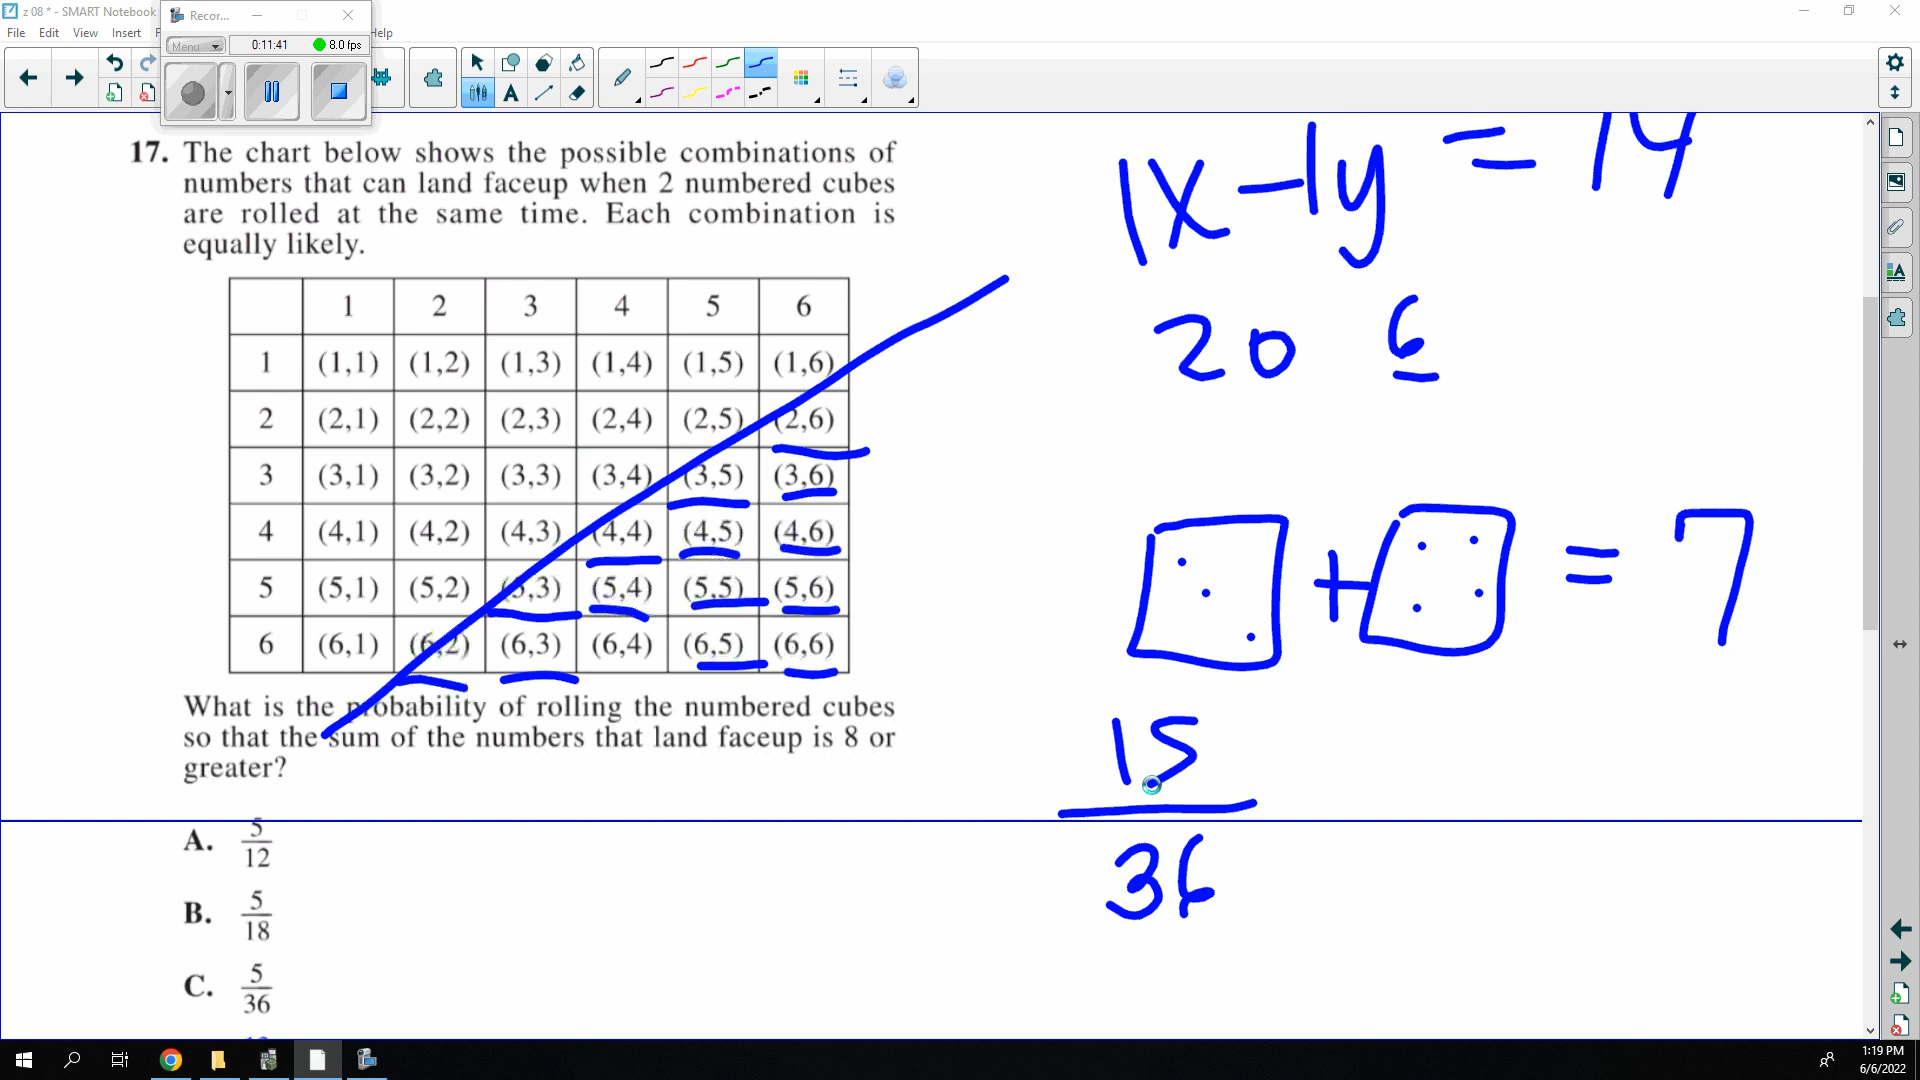 z 08 * - SMART Notebook
Recor...
File Edit View Insert
Help
Menu
0:11:41
8.0 fps
A
1x - 1y = 14
20 6
17. The chart below shows the possible combinations of
numbers that can land faceup when 2 numbered cubes
are rolled at the same time. Each combination is
equally likely.
1 2 3 4 5 6
1 (1,1) (1,2) (1,3) (1,4) (1,5) (1,6)
2 (2,1) (2,2) (2,3) (2,4) (2,5) (2,6)
3 (3,1) (3,2) (3,3) (3,4) (3,5) (3,6)
4 (4,1) (4,2) (4,3) (4,4) (4,5) (4,6)
5 (5,1) (5,2) (5,3) (5,4) (5,5) (5,6)
6 (6,1) (6,2) (6,3) (6,4) (6,5) (6,6)
+ = 7
What is the probability of rolling the numbered cubes
so that the sum of the numbers that land faceup is 8 or
greater?
15
36
A. 5/12
B. 5/18
C. 5/36
1:19 PM
6/6/2022